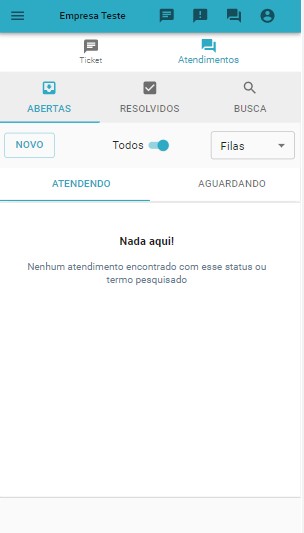 Empresa Teste
Ticket
Atendimentos
ABERTAS
RESOLVIDOS
BUSCA
NOVO
Todos
Filas
ATENDENDO
AGUARDANDO
Nada aqui!
Nenhum atendimento encontrado com esse status ou
termo pesquisado